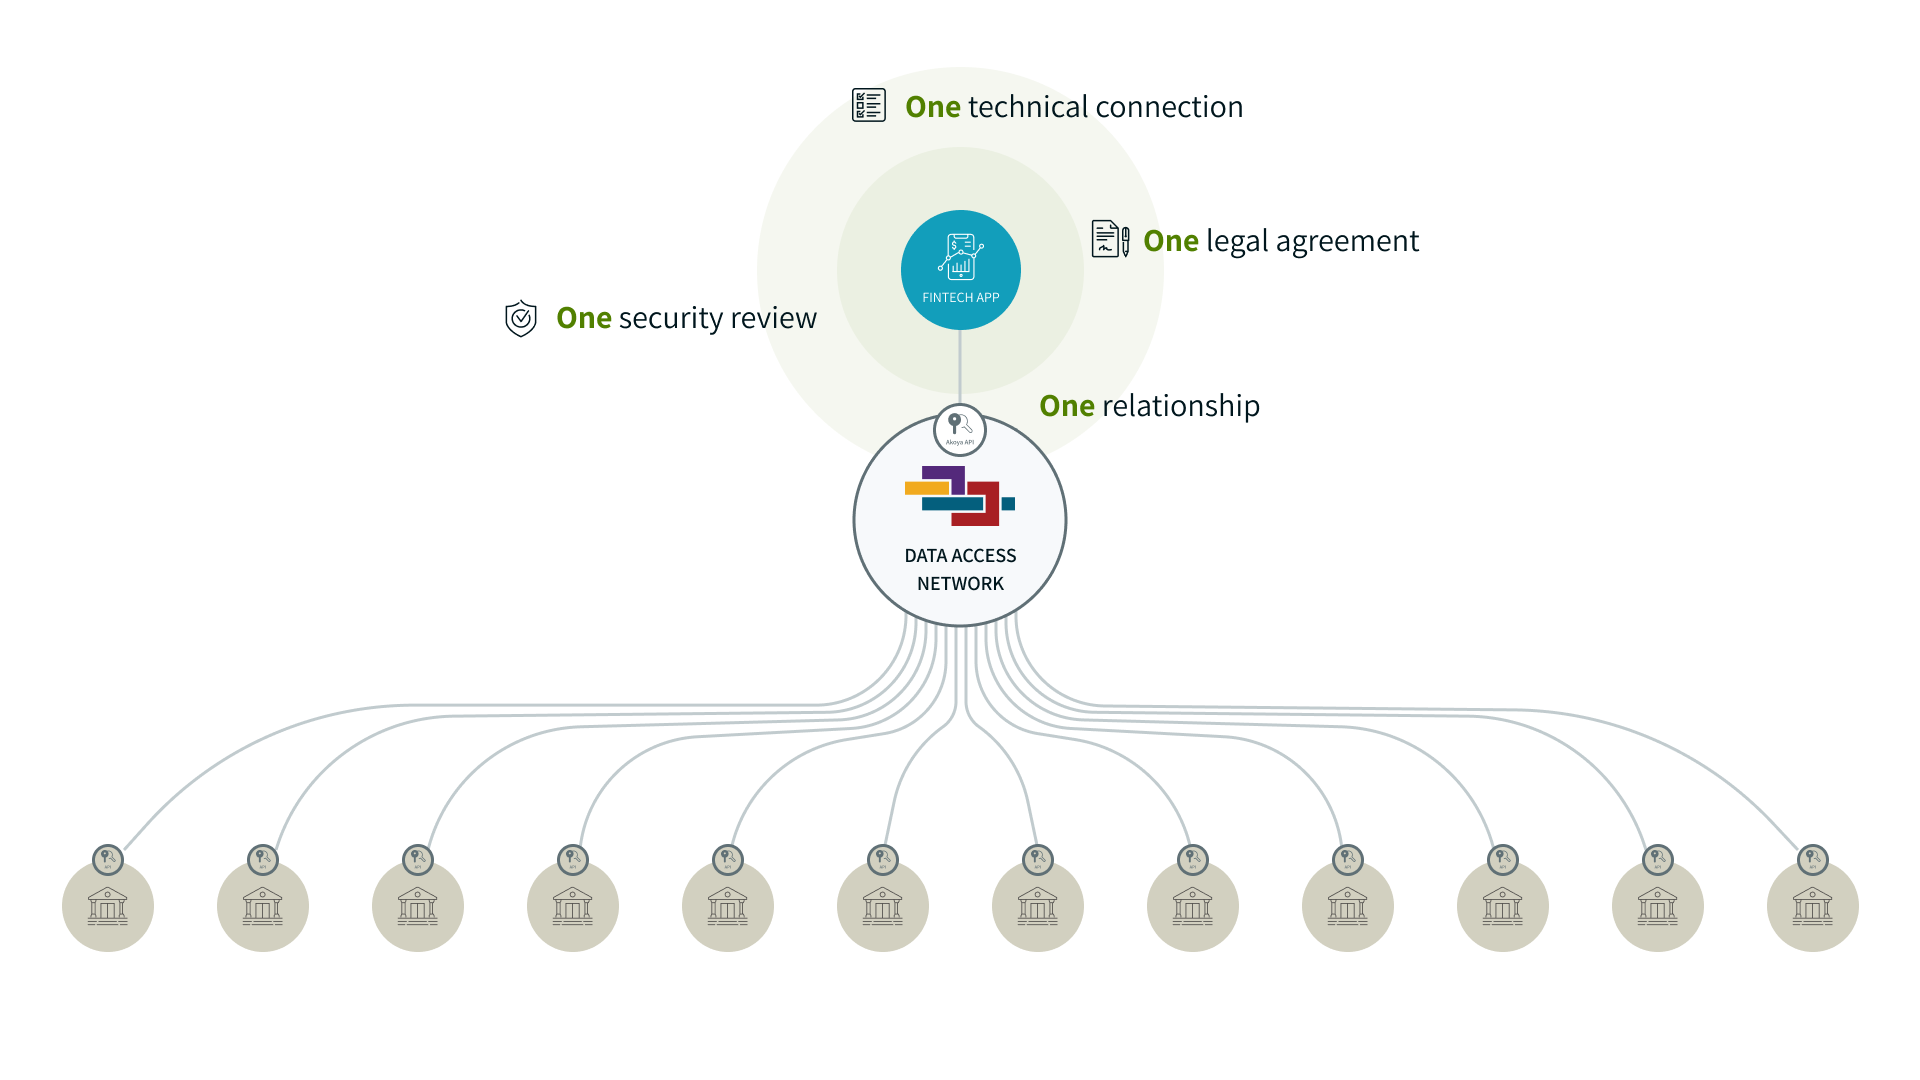 One technical connection
One legal agreement
FINTECH APP
One security review
One relationship
Akoya API
DATA ACCESS
NETWORK
API
API
API
API
API
API
API
API
API
API
API
API